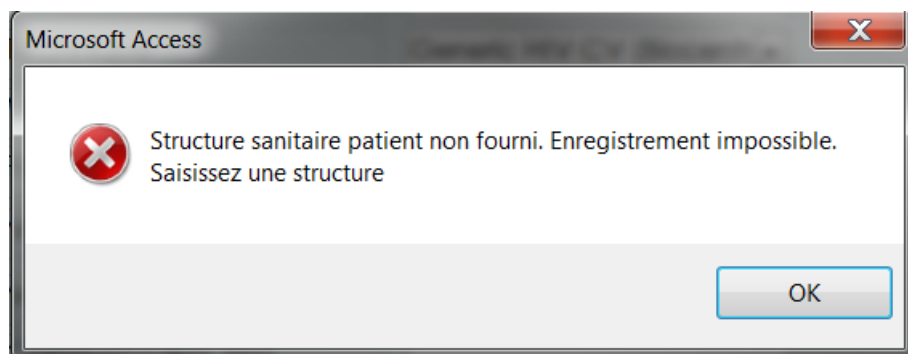 Microsoft Access
Structure sanitaire patient non fourni. Enregistrement impossible.
Saisissez une structure
OK